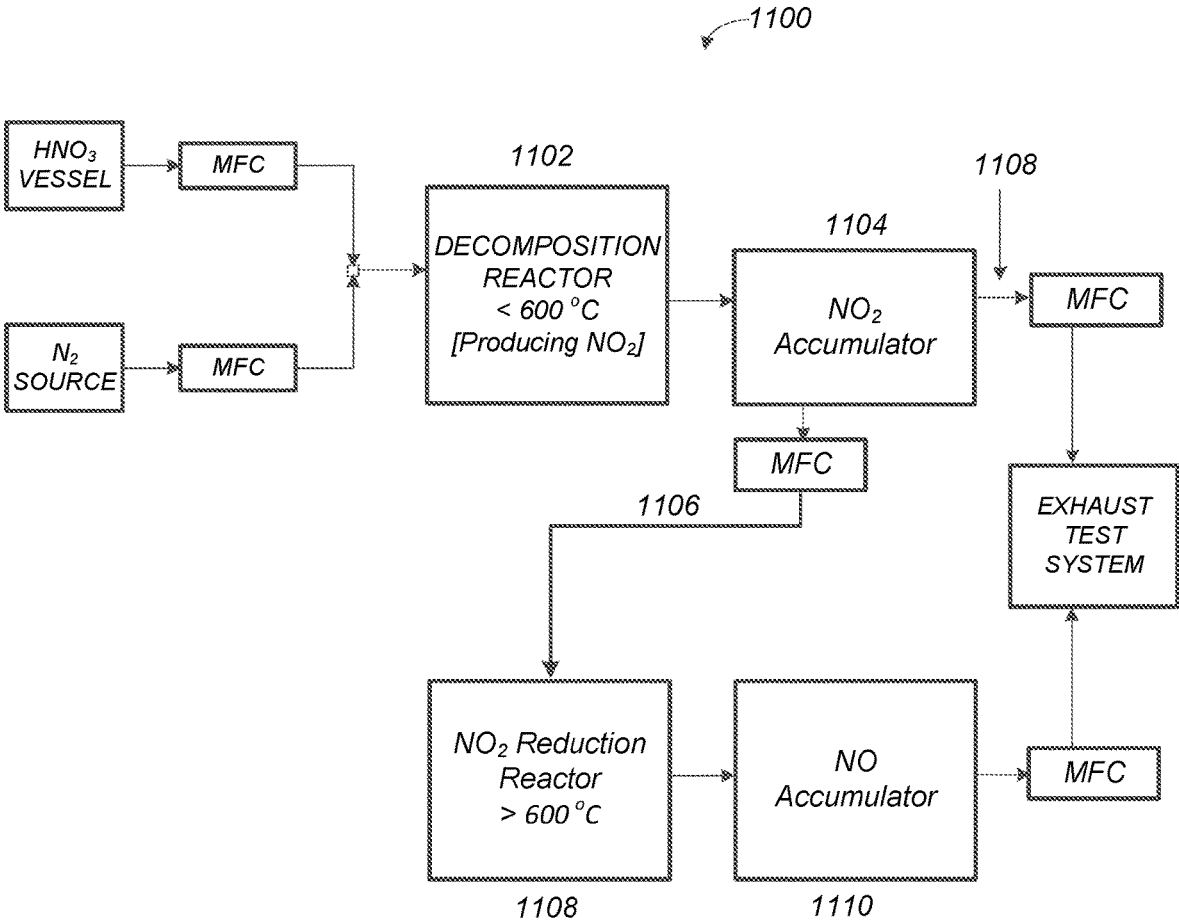 1100
HNO₃
VESSEL
MFC
1102
1108
DECOMPOSITION
REACTOR
< 600 °C
[Producing NO₂]
1104
NO₂
Accumulator
MFC
N₂
SOURCE
MFC
MFC
1106
EXHAUST
TEST
SYSTEM
NO₂ Reduction
Reactor
> 600 °C
NO
Accumulator
MFC
1108
1110